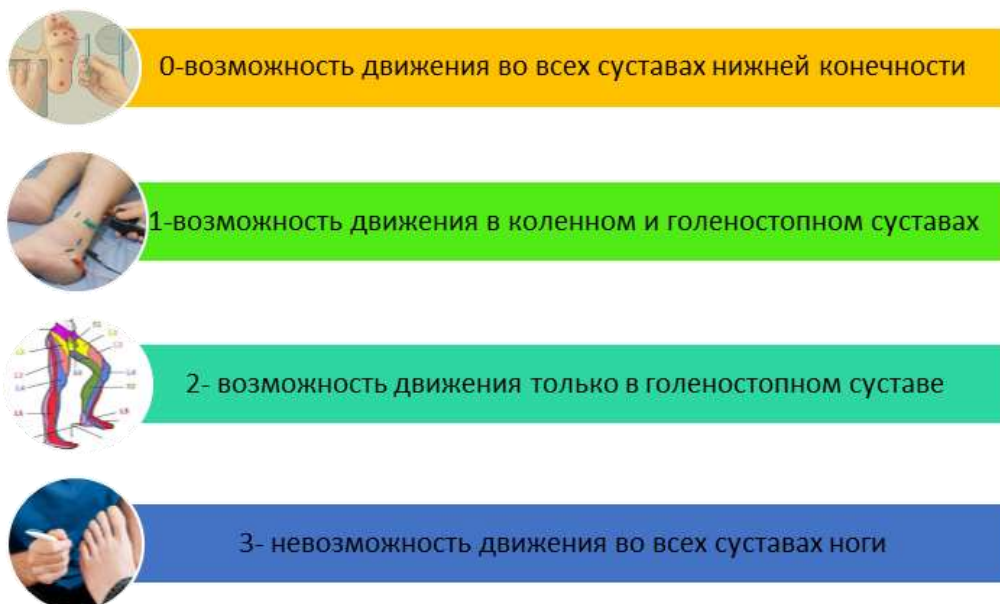 0-возможность движения во всех суставах нижней конечности
1-возможность движения в коленном и голеностопном суставах
2- возможность движения только в голеностопном суставе
3- невозможность движения во всех суставах ноги